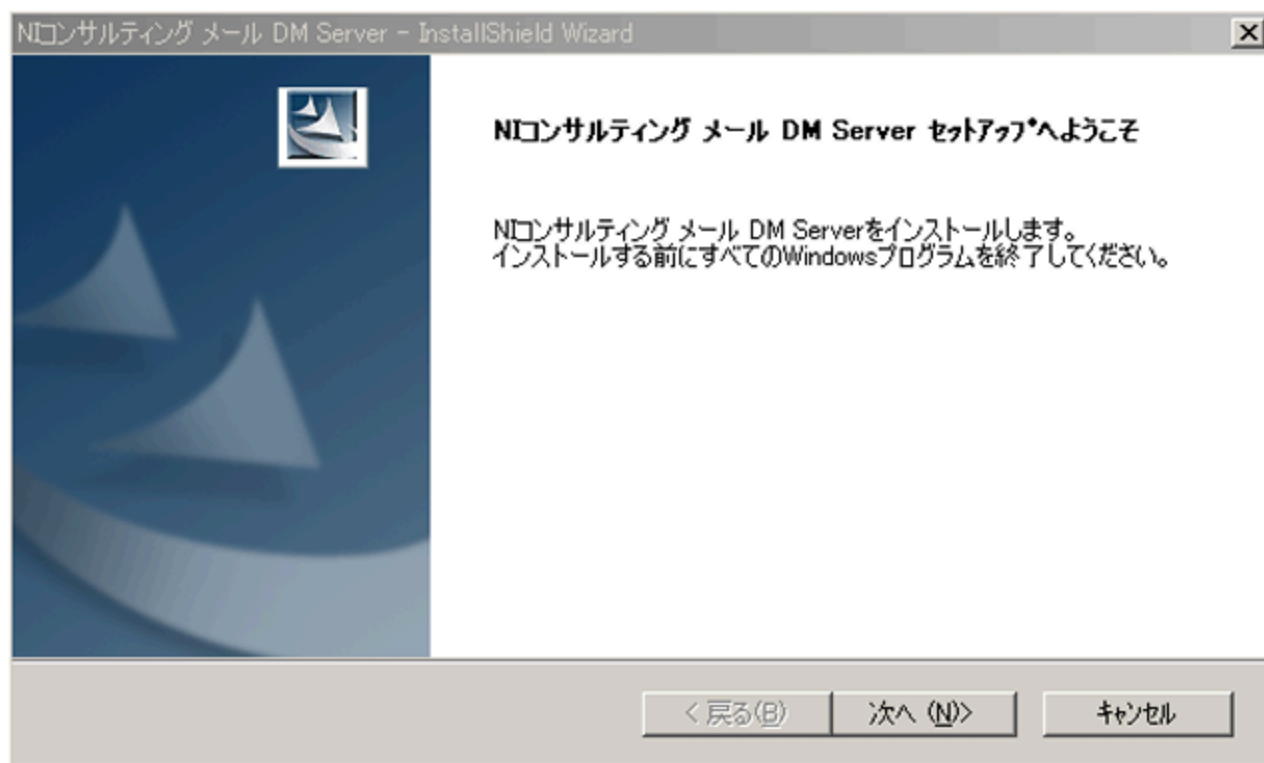 NIコンサルティング メール DM Server - InstallShield Wizard
NIコンサルティング メール DM Server ｾｯﾄｱｯﾌﾟへようこそ
NIコンサルティング メール DM Serverをインストールします。
インストールする前にすべてのWindowsプログラムを終了してください。
< 戻る(B)
次へ (N)>
ｷｬﾝｾﾙ